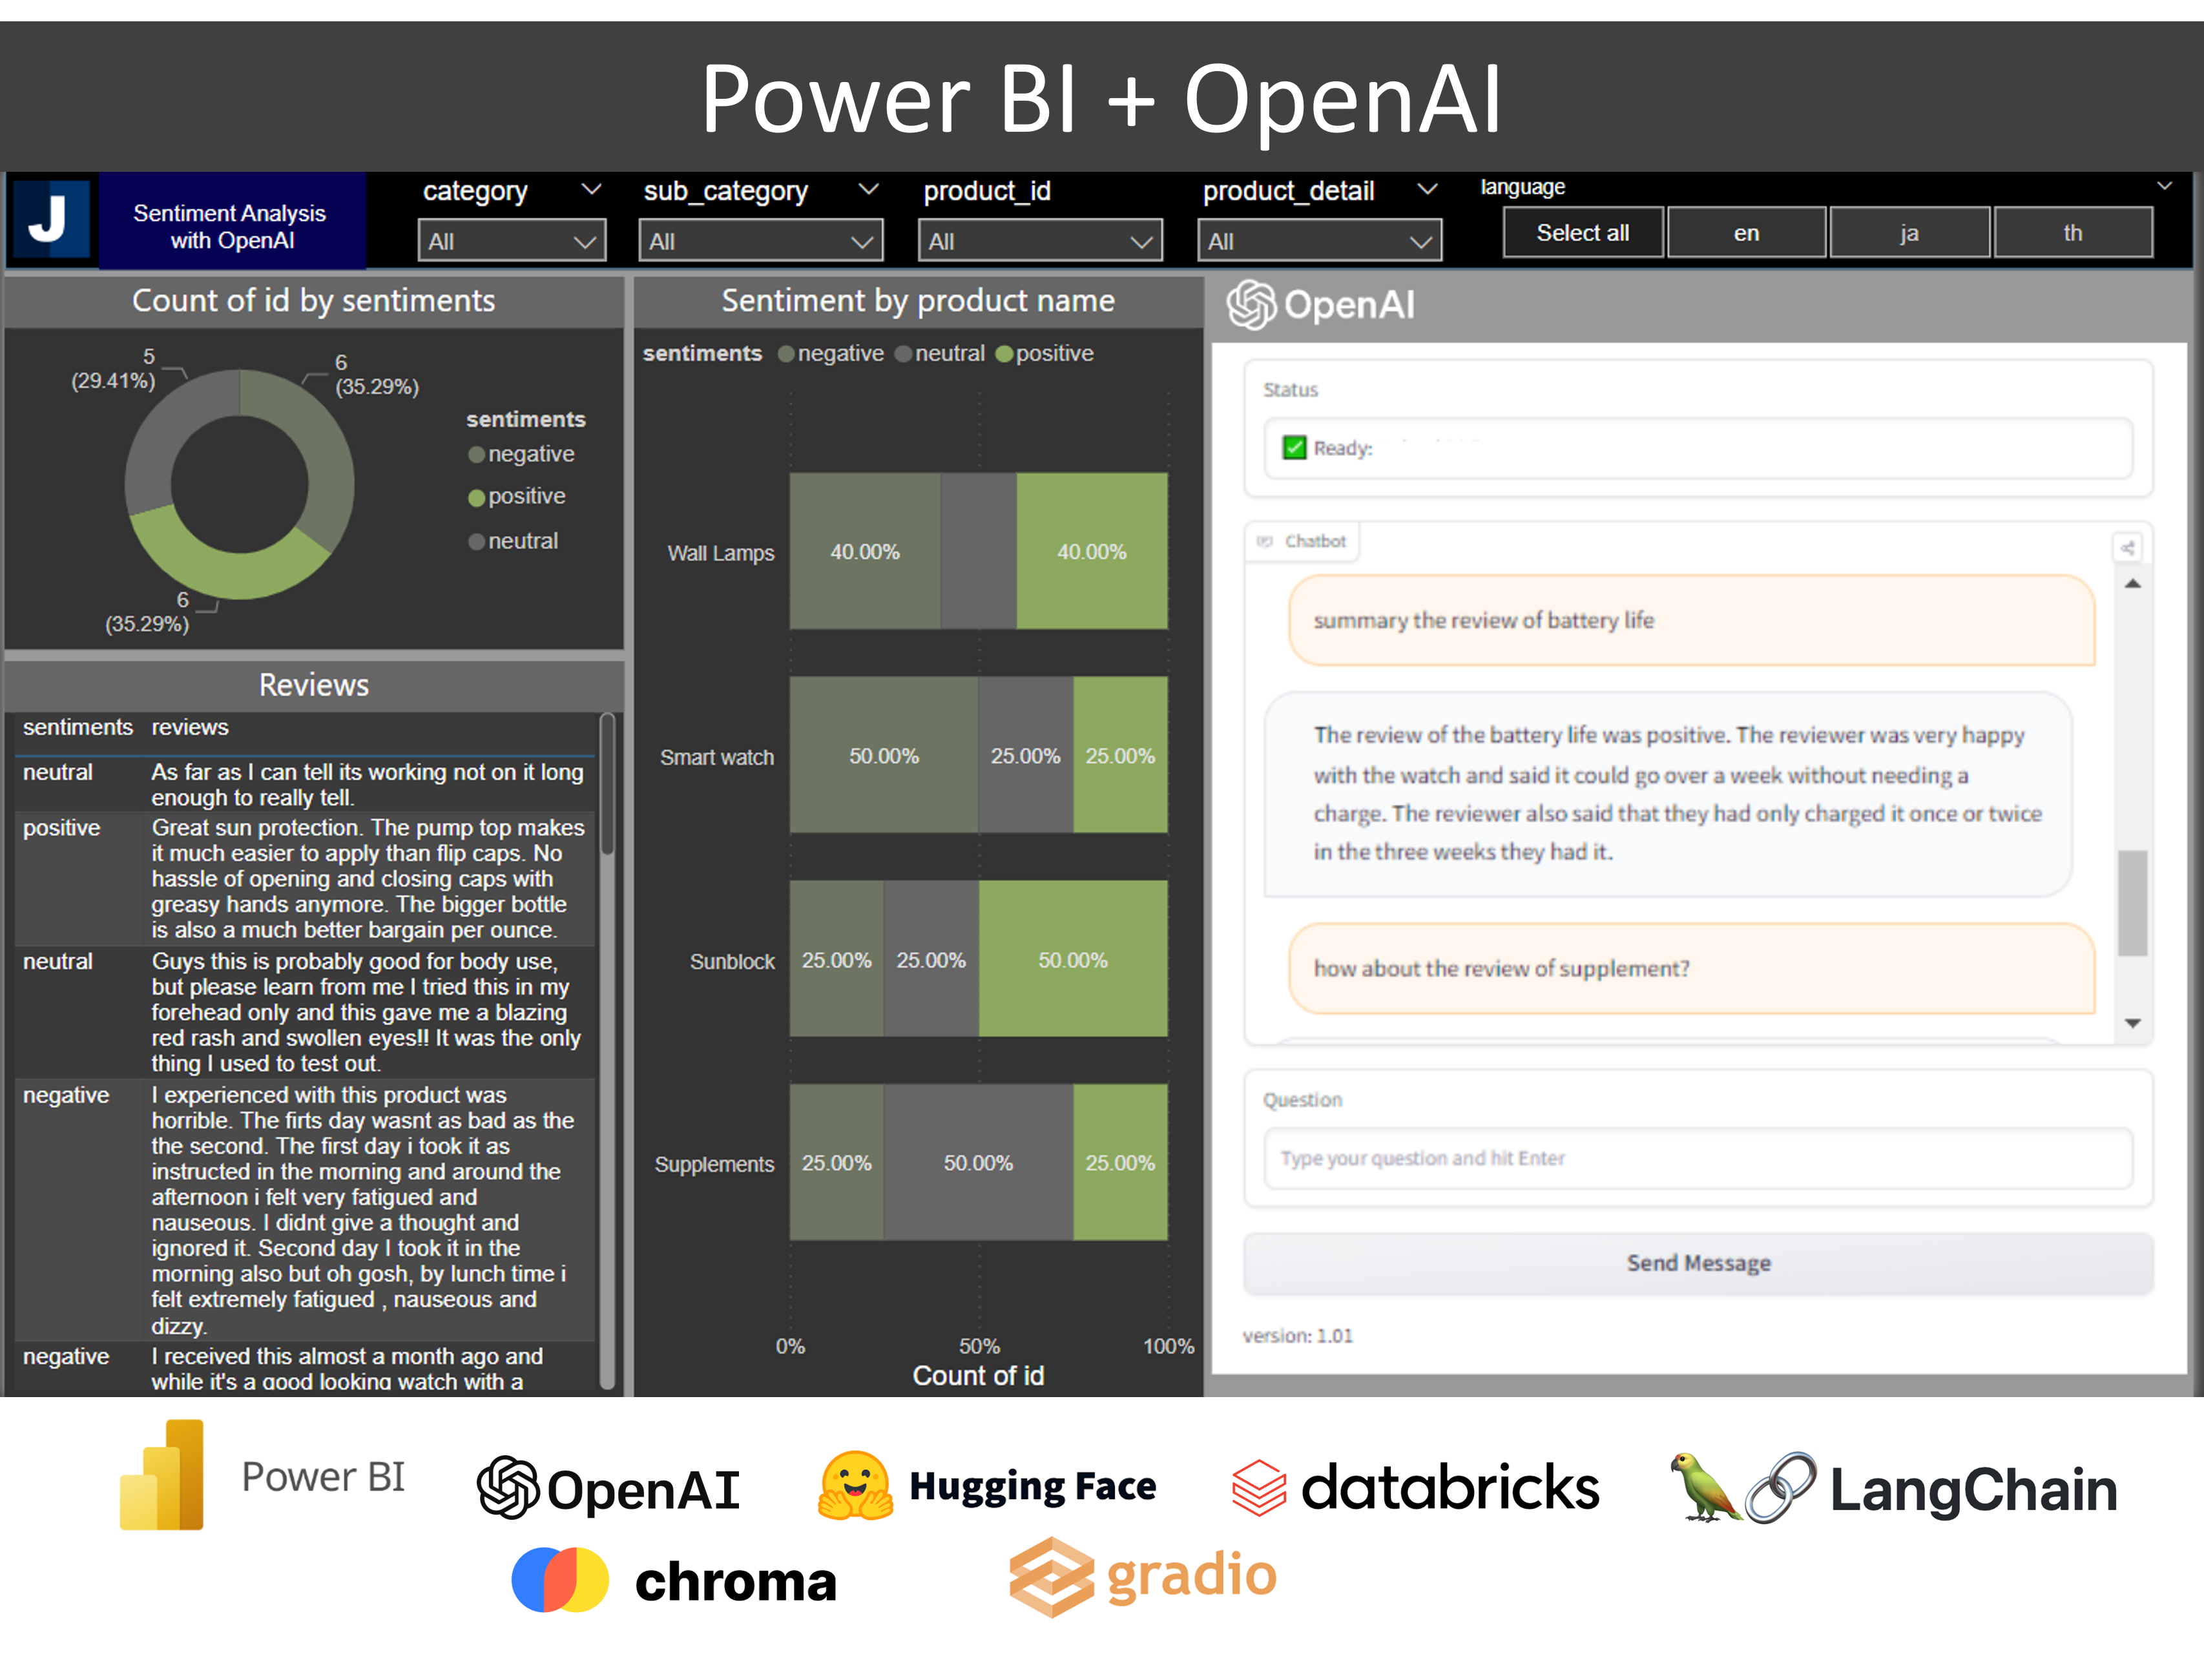 Power BI + OpenAI
J
Sentiment Analysis
with OpenAI
category
All
sub_category
All
product_id
All
product_detail
All
language
Select all
en
ja
th
Count of id by sentiments
5
(29.41%)
6
(35.29%)
6
(35.29%)
sentiments
negative
positive
neutral
Reviews
sentiments reviews
neutral As far as I can tell its working not on it long
enough to really tell.
positive Great sun protection. The pump top makes
it much easier to apply than flip caps. No
hassle of opening and closing caps with
greasy hands anymore. The bigger bottle
is also a much better bargain per ounce.
neutral Guys this is probably good for body use,
but please learn from me I tried this in my
forehead only and this gave me a blazing
red rash and swollen eyes!! It was the only
thing I used to test out.
negative I experienced with this product was
horrible. The firts day wasnt as bad as the
the second. The first day i took it as
instructed in the morning and around the
afternoon i felt very fatigued and
nauseous. I didnt give a thought and
ignored it. Second day I took it in the
morning also but oh gosh, by lunch time i
felt extremely fatigued , nauseous and
dizzy.
negative I received this almost a month ago and
while it's a good looking watch with a
Sentiment by product name
sentiments negative neutral positive
Wall Lamps 40.00% 40.00%
Smart watch 50.00% 25.00% 25.00%
Sunblock 25.00% 25.00% 50.00%
Supplements 25.00% 50.00% 25.00%
0% 50% 100%
Count of id
OpenAI
Status
Ready:
Chatbot
summary the review of battery life
The review of the battery life was positive. The reviewer was very happy
with the watch and said it could go over a week without needing a
charge. The reviewer also said that they had only charged it once or twice
in the three weeks they had it.
how about the review of supplement?
Question
Type your question and hit Enter
Send Message
version: 1.01
Power BI
OpenAI
Hugging Face
databricks
LangChain
chroma
gradio